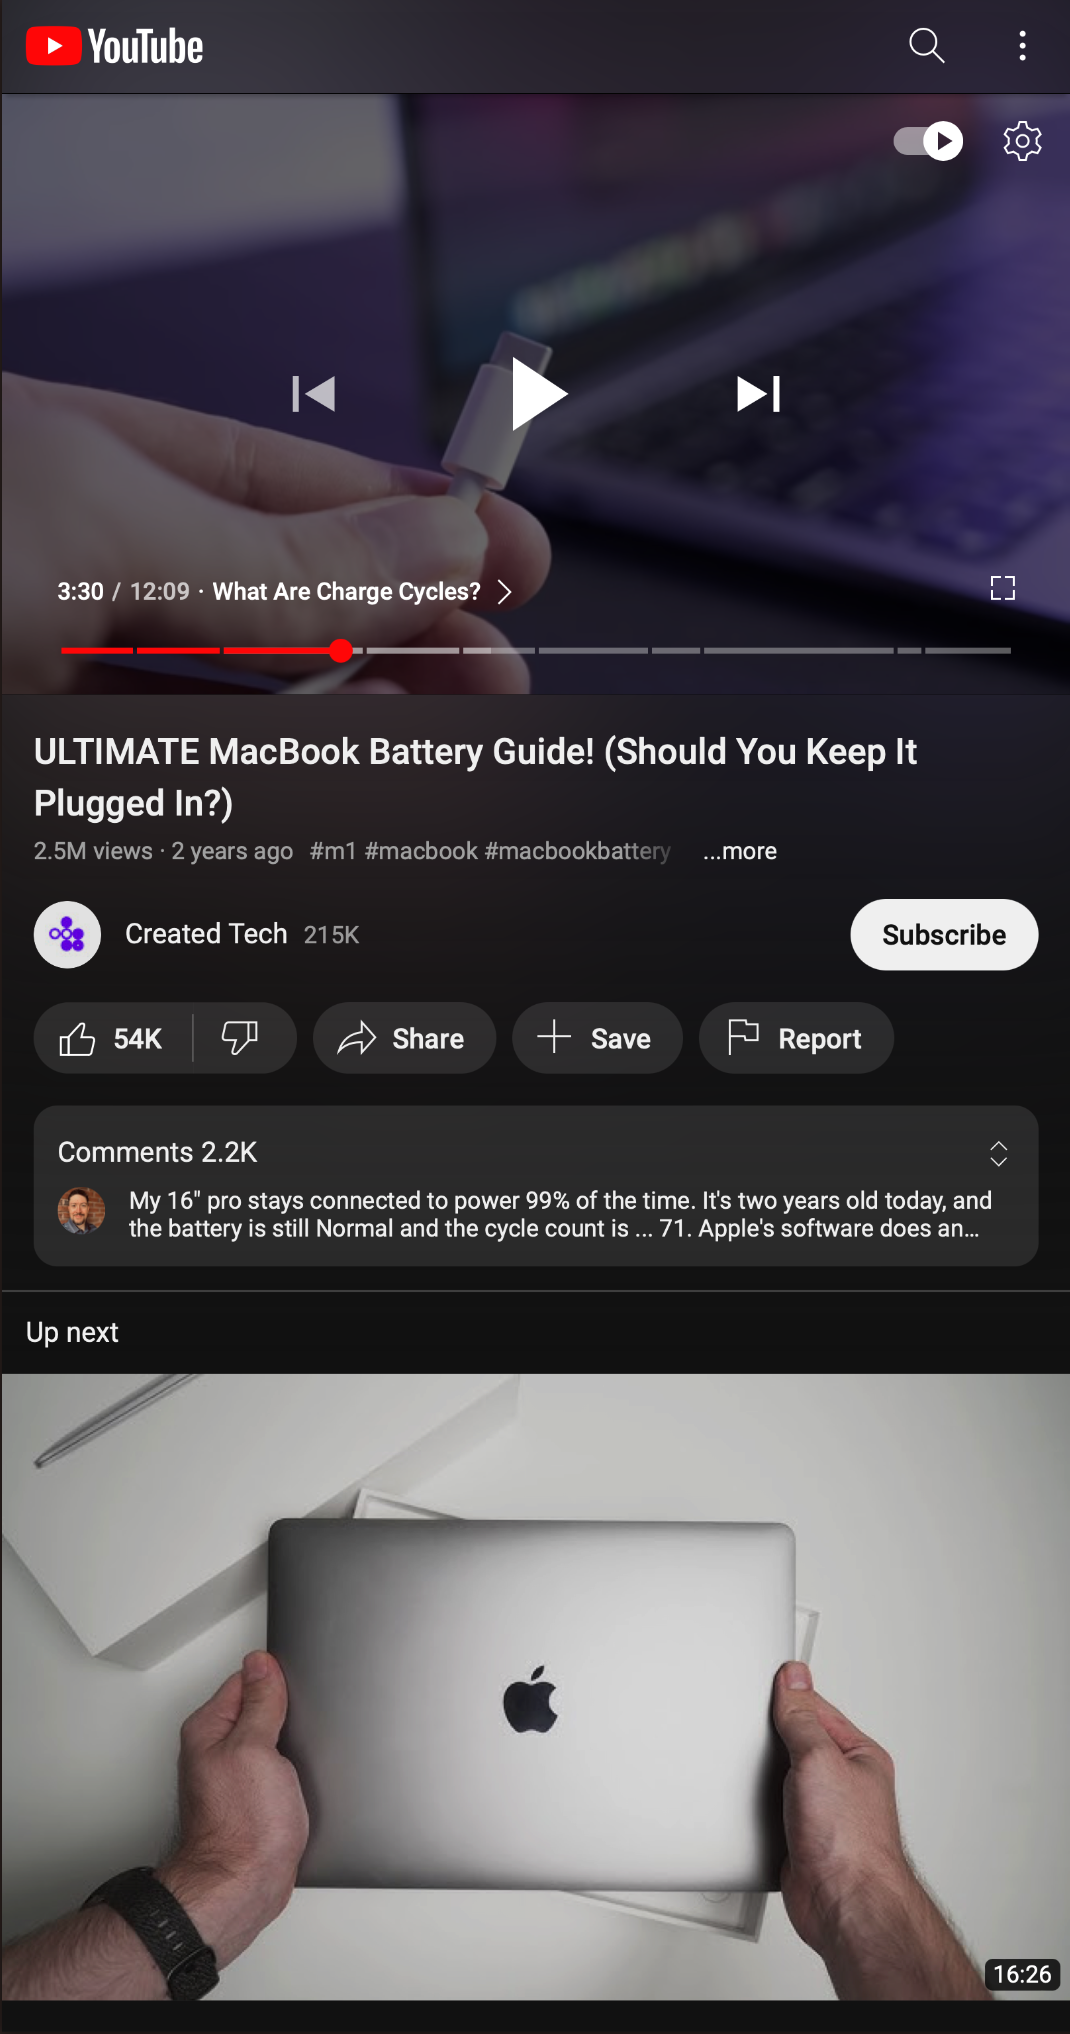 YouTube
3:30 / 12:09 · What Are Charge Cycles?
ULTIMATE MacBook Battery Guide! (Should You Keep It
Plugged In?)
2.5M views · 2 years ago #m1 #macbook #macbookbattery ...more
Created Tech 215K
Subscribe
54K
Share
Save
Report
Comments 2.2K
My 16" pro stays connected to power 99% of the time. It's two years old today, and
the battery is still Normal and the cycle count is ... 71. Apple's software does an...
Up next
16:26